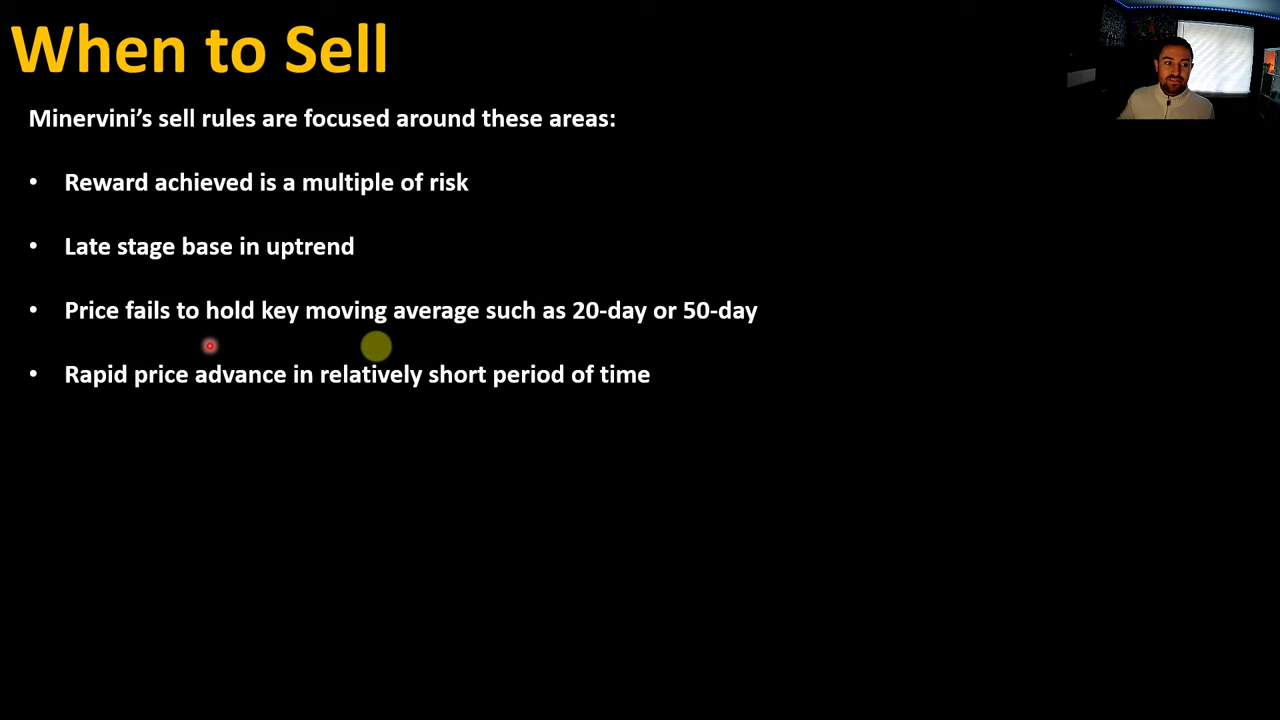 When to Sell
Minervini’s sell rules are focused around these areas:
• Reward achieved is a multiple of risk
• Late stage base in uptrend
• Price fails to hold key moving average such as 20-day or 50-day
• Rapid price advance in relatively short period of time